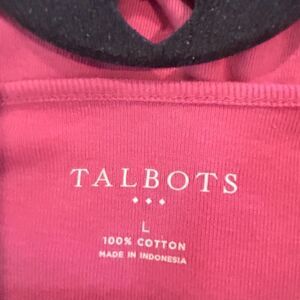 TALBOTS
L
100% COTTON
MADE IN INDONESIA